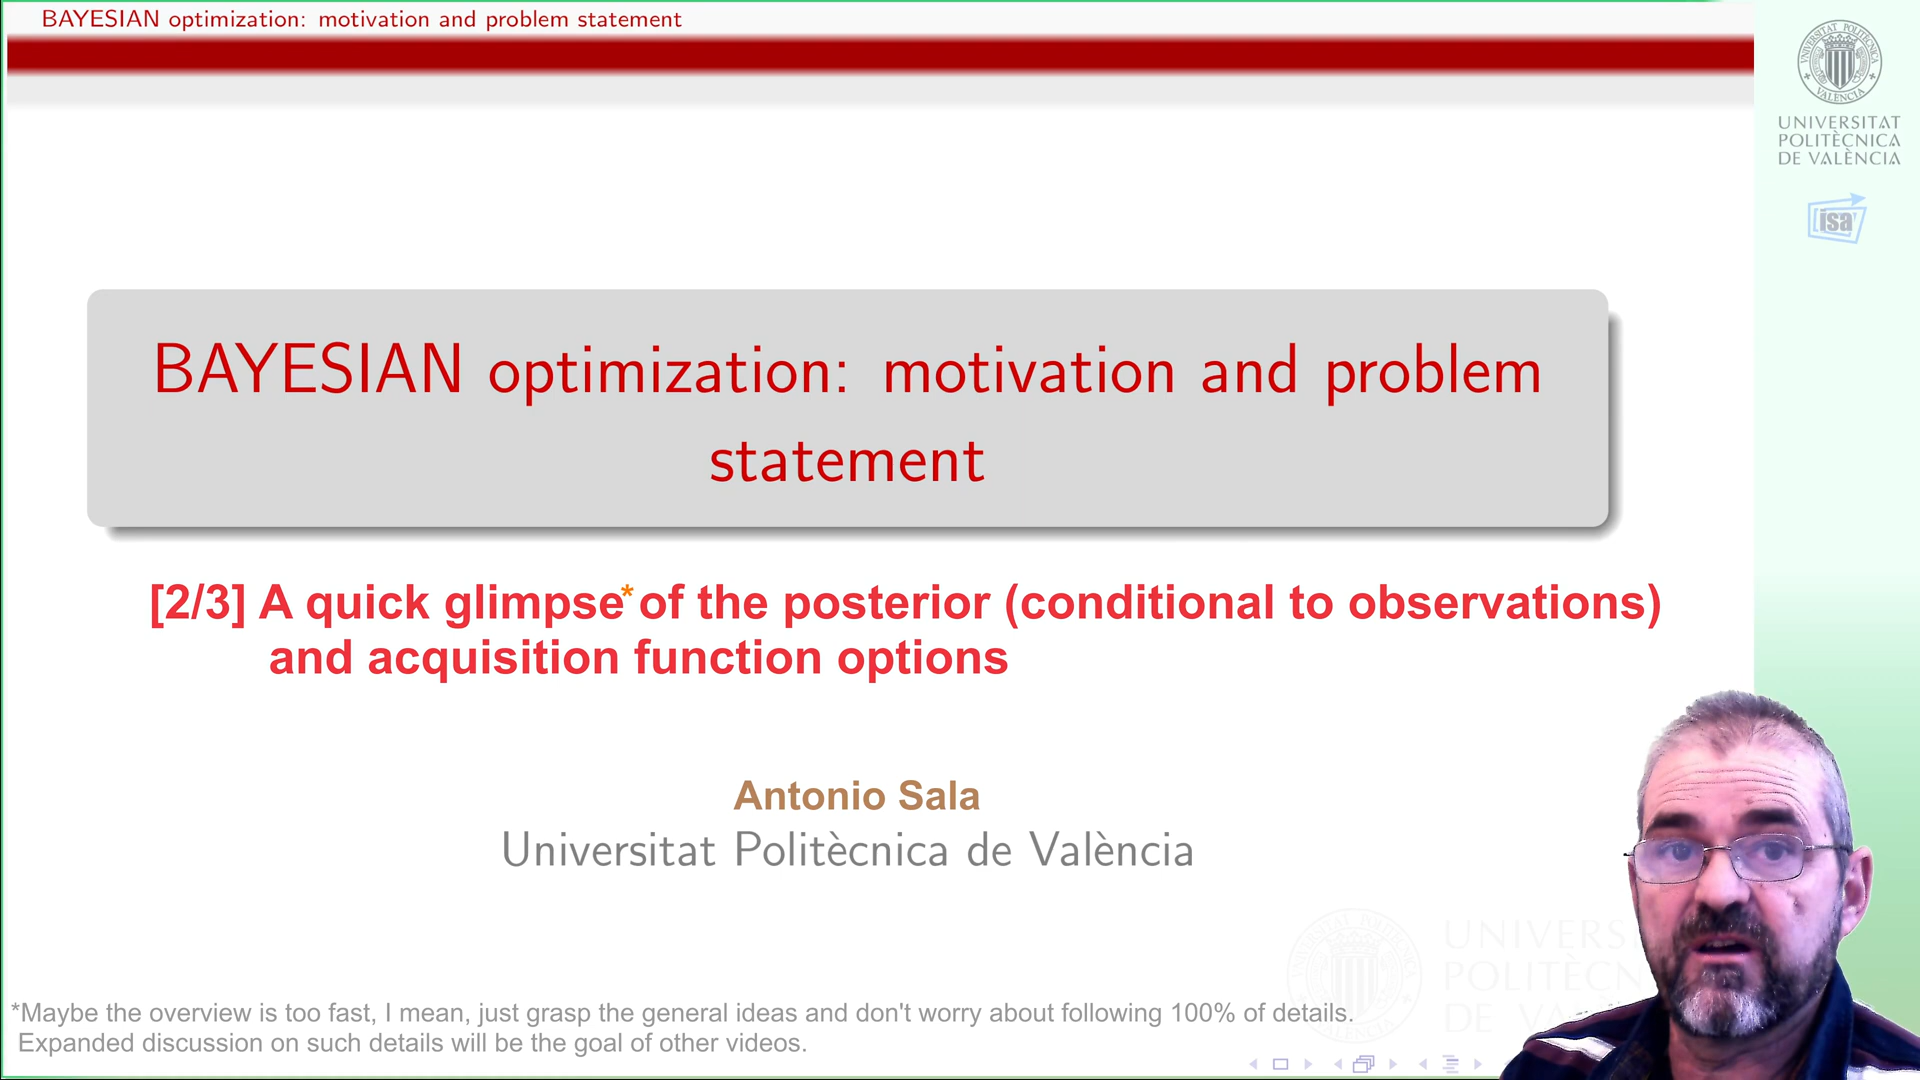 BAYESIAN optimization: motivation and problem statement
UNIVERSITAT
POLITÈCNICA
DE VALÈNCIA
isa
BAYESIAN optimization: motivation and problem
statement
[2/3] A quick glimpse* of the posterior (conditional to observations)
and acquisition function options
Antonio Sala
Universitat Politècnica de València
*Maybe the overview is too fast, I mean, just grasp the general ideas and don't worry about following 100% of details.
Expanded discussion on such details will be the goal of other videos.